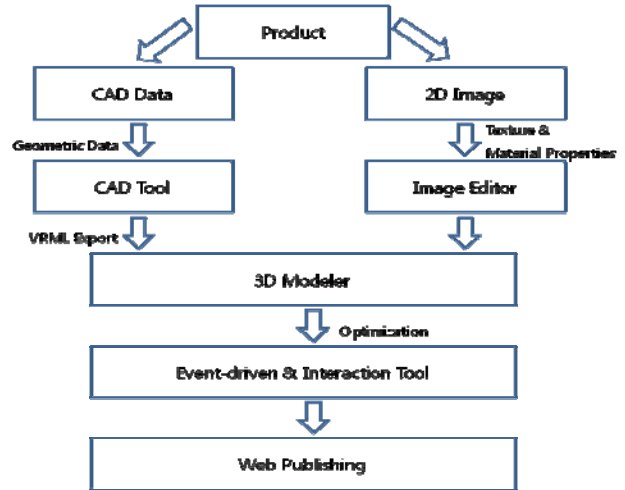 Product
CAD Data
2D Image
Geometric Data
Texture &
Material Properties
CAD Tool
Image Editor
VRML Export
3D Modeler
Optimization
Event-driven & Interaction Tool
Web Publishing